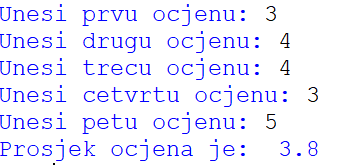 Unesi prvu ocjenu: 3
Unesi drugu ocjenu: 4
Unesi trecu ocjenu: 4
Unesi cetvrtu ocjenu: 3
Unesi petu ocjenu: 5
Prosjek ocjena je:  3.8